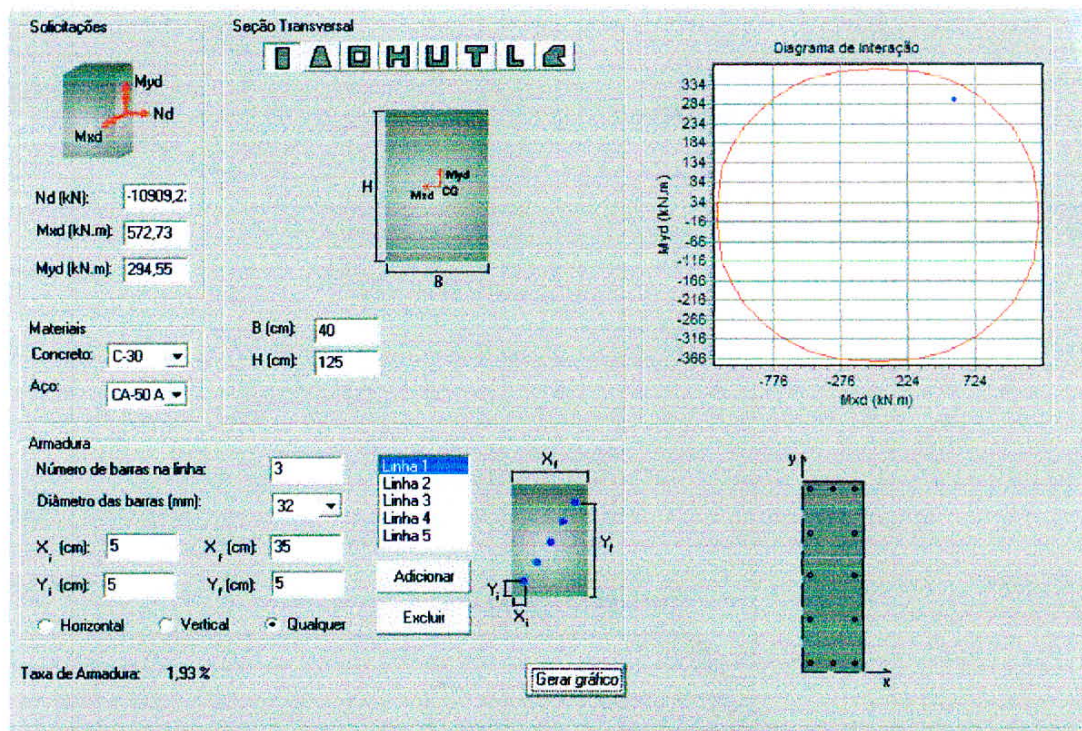 Solicitações
Myd
Nd
Mxd
Nd (kN): -10909,2
Mxd (kN.m): 572,73
Myd (kN.m): 294,55
Materiais
Concreto: C-30
Aço: CA-50 A
Seção Transversal
H
Myd
Mxd
CG
B
B (cm): 40
H (cm): 125
Diagrama de Interação
Myd (kN.m)
334
284
234
184
134
84
34
-16
-66
-116
-166
-216
-266
-316
-366
-776 -276 224 724
Mxd (kN.m)
Armadura
Número de barras na linha: 3
Diâmetro das barras (mm): 32
Xi (cm): 5 Xf (cm): 35
Yi (cm): 5 Yf (cm): 5
Horizontal Vertical Qualquer
Linha 1
Linha 2
Linha 3
Linha 4
Linha 5
Adicionar
Excluir
Xf
Yf
Yi
Xi
y
x
Taxa de Armadura: 1,93 %
Gerar gráfico